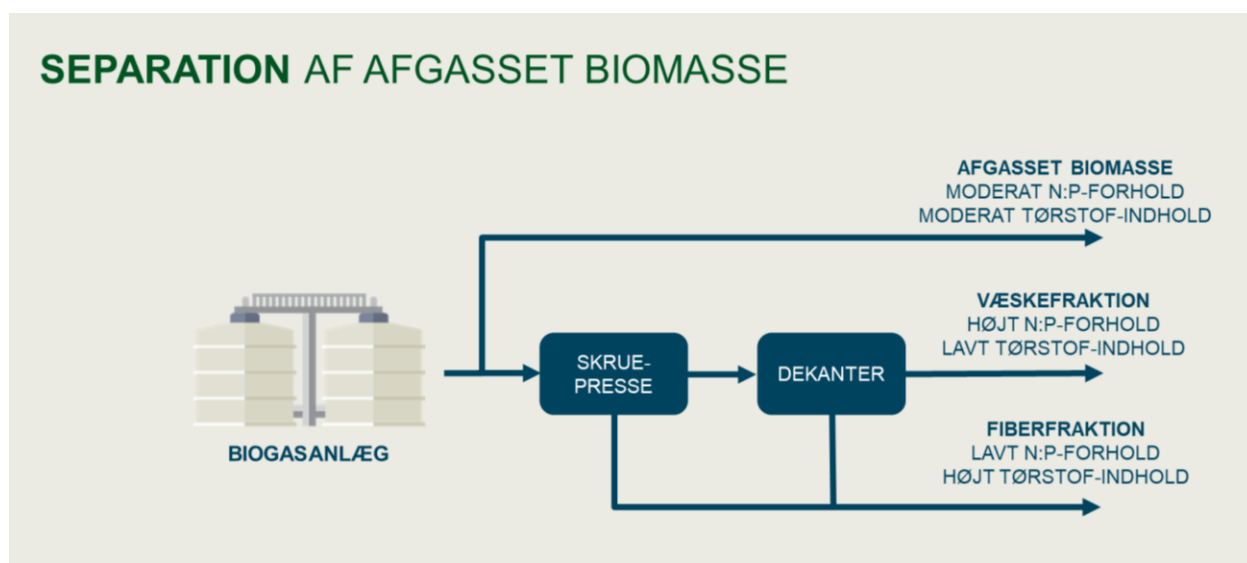 SEPARATION AF AFGASSET BIOMASSE
AFGASSET BIOMASSE
MODERAT N:P-FORHOLD
MODERAT TØRSTOF-INDHOLD
VÆSKEFRAKTION
HØJT N:P-FORHOLD
LAVT TØRSTOF-INDHOLD
SKRUE-
PRESSE
DEKANTER
BIOGASANLÆG
FIBERFRAKTION
LAVT N:P-FORHOLD
HØJT TØRSTOF-INDHOLD